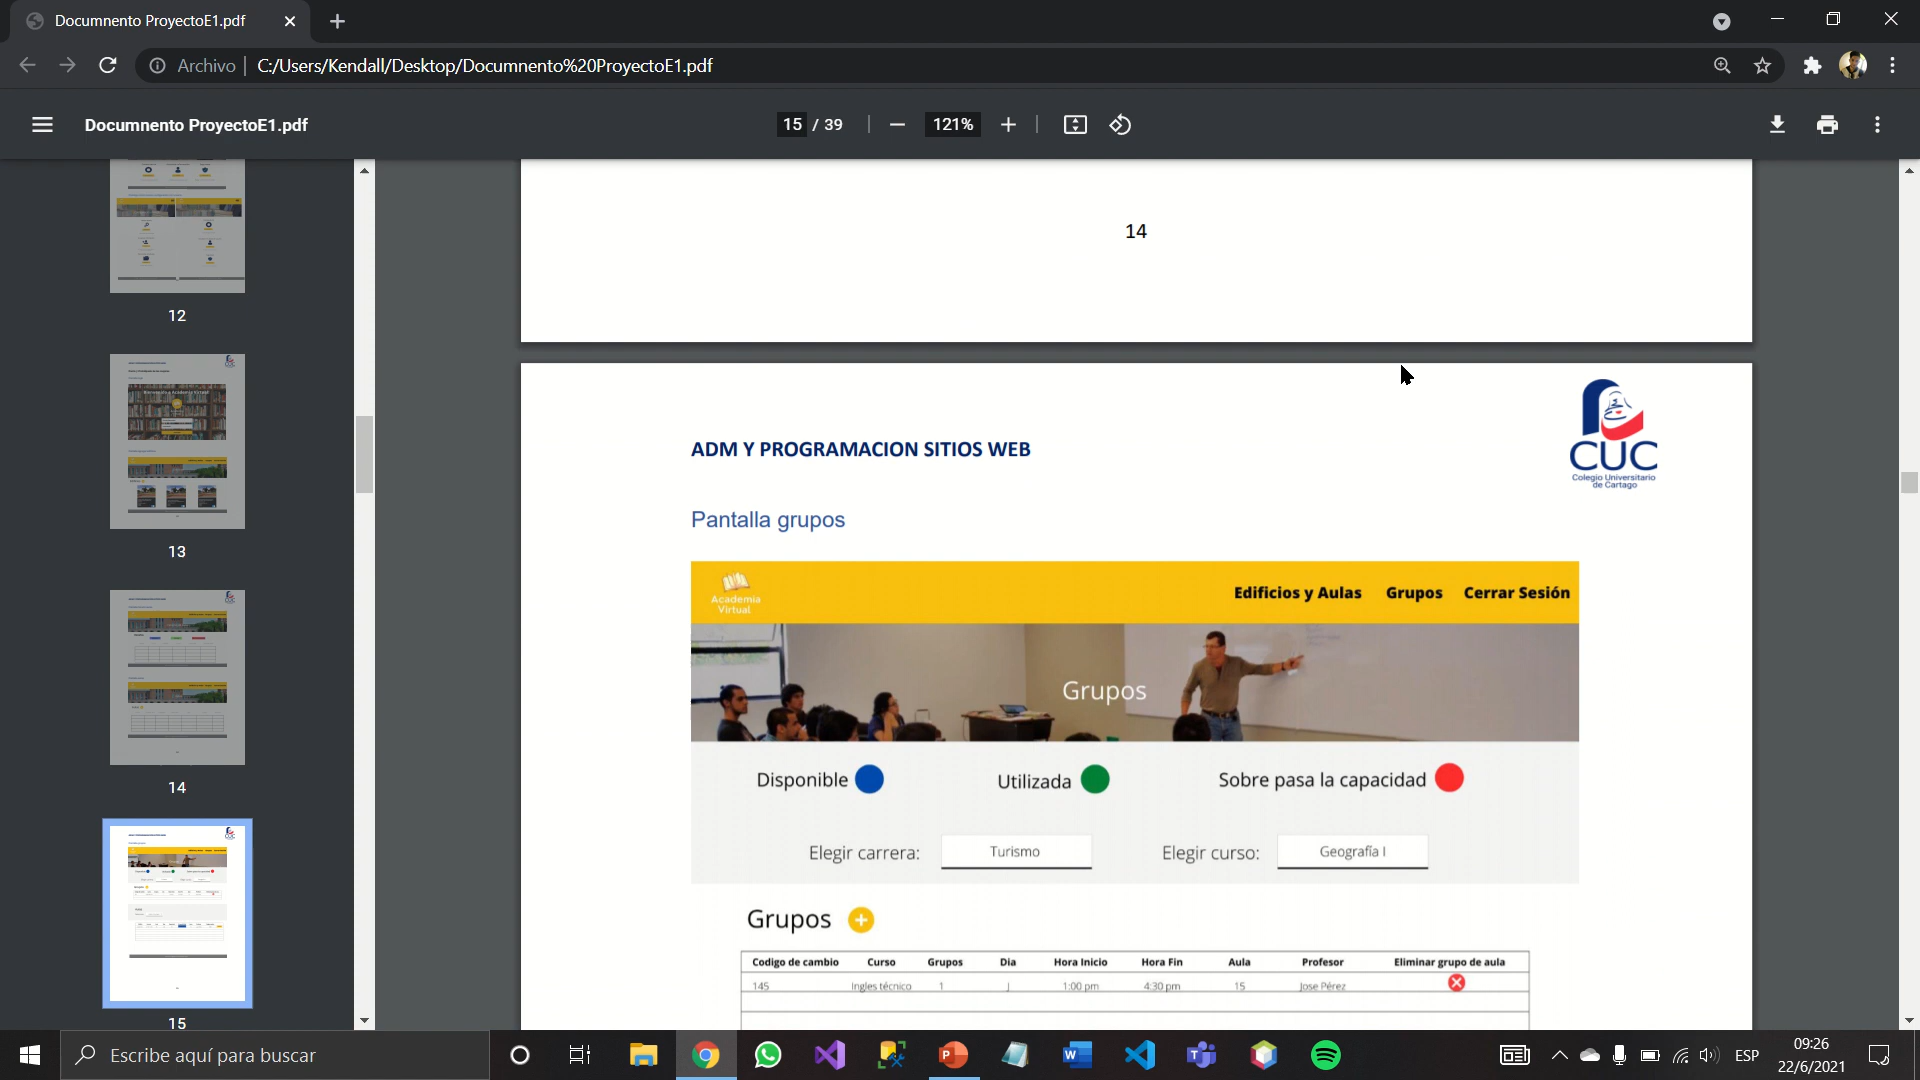 Documnento ProyectoE1.pdf
Archivo | C:/Users/Kendall/Desktop/Documnento%20ProyectoE1.pdf
Documnento ProyectoE1.pdf
15 / 39
121%
12
13
14
15
14
CUC
Colegio Universitario
de Cartago
ADM Y PROGRAMACION SITIOS WEB
Pantalla grupos
Academia
Virtual
Edificios y Aulas Grupos Cerrar Sesión
Grupos
Disponible Utilizada Sobre pasa la capacidad
Elegir carrera: Turismo Elegir curso: Geografía I
Grupos
Codigo de cambio Curso Grupos Dia Hora Inicio Hora Fin Aula Profesor Eliminar grupo de aula
145 Ingles técnico 1 J 1:00 pm 4:30 pm 15 Jose Pérez
Escribe aquí para buscar
ESP
09:26
22/6/2021